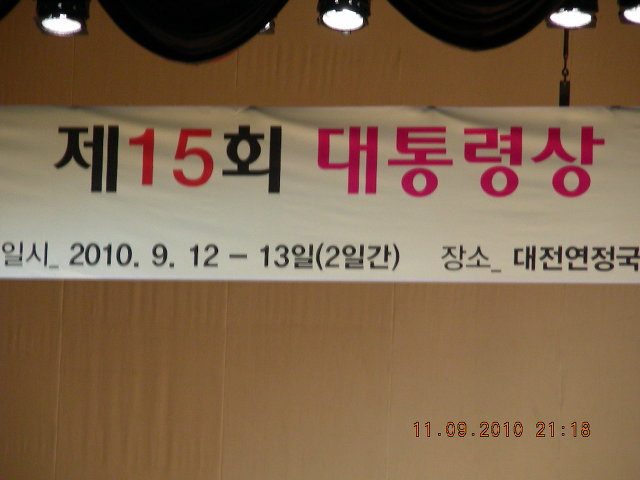 제15회 대통령상
일시_ 2010. 9. 12 - 13일(2일간) 장소_ 대전연정국
11.09.2010 21:18